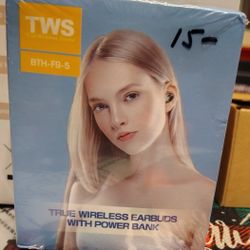 TWS
15-
BTH-F9-5
TRUE WIRELESS EARBUDS
WITH POWER BANK